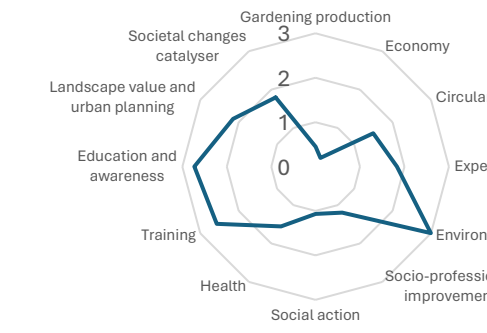 Gardening production
Societal changes
catalyser
3
Economy
2
Landscape value and
urban planning
Circula
1
Education and
awareness
0
Expe
Training
Environ
Health
Socio-professi
improvemer
Social action